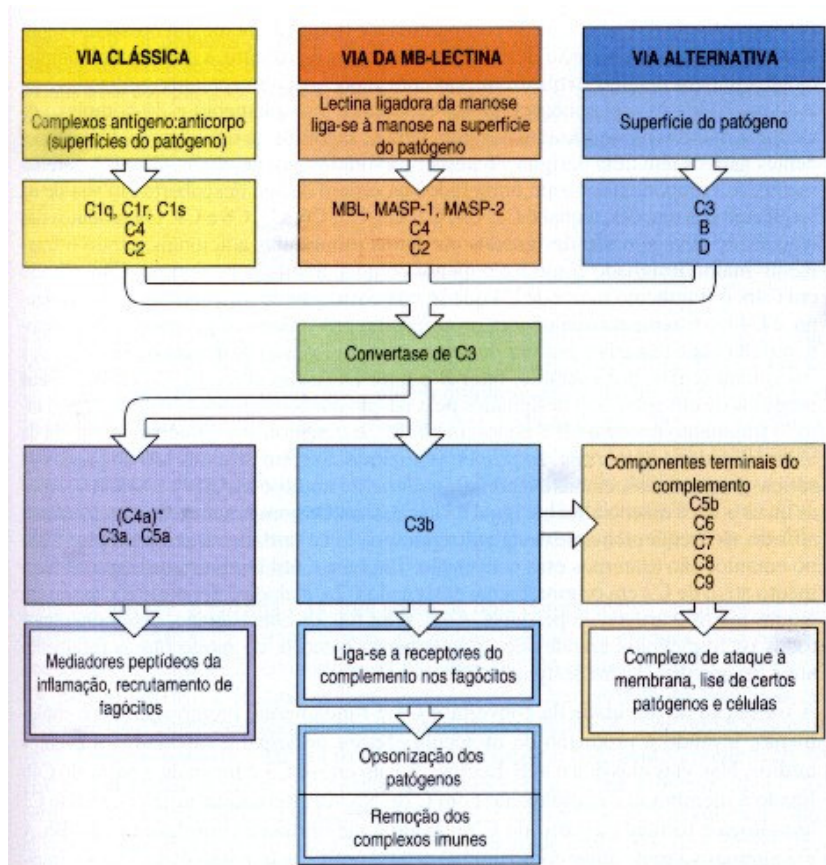 VIA CLÁSSICA
VIA DA MB-LECTINA
VIA ALTERNATIVA
Complexos antígeno:anticorpo
(superfícies do patógeno)
Lectina ligadora da manose
liga-se à manose na superfície
do patógeno
Superfície do patógeno
C1q, C1r, C1s
C4
C2
MBL, MASP-1, MASP-2
C4
C2
C3
B
D
Convertase de C3
(C4a)*
C3a, C5a
C3b
Componentes terminais do
complemento
C5b
C6
C7
C8
C9
Mediadores peptídeos da
inflamação, recrutamento de
fagócitos
Liga-se a receptores do
complemento nos fagócitos
Complexo de ataque à
membrana, lise de certos
patógenos e células
Opsonização dos
patógenos
Remoção dos
complexos imunes